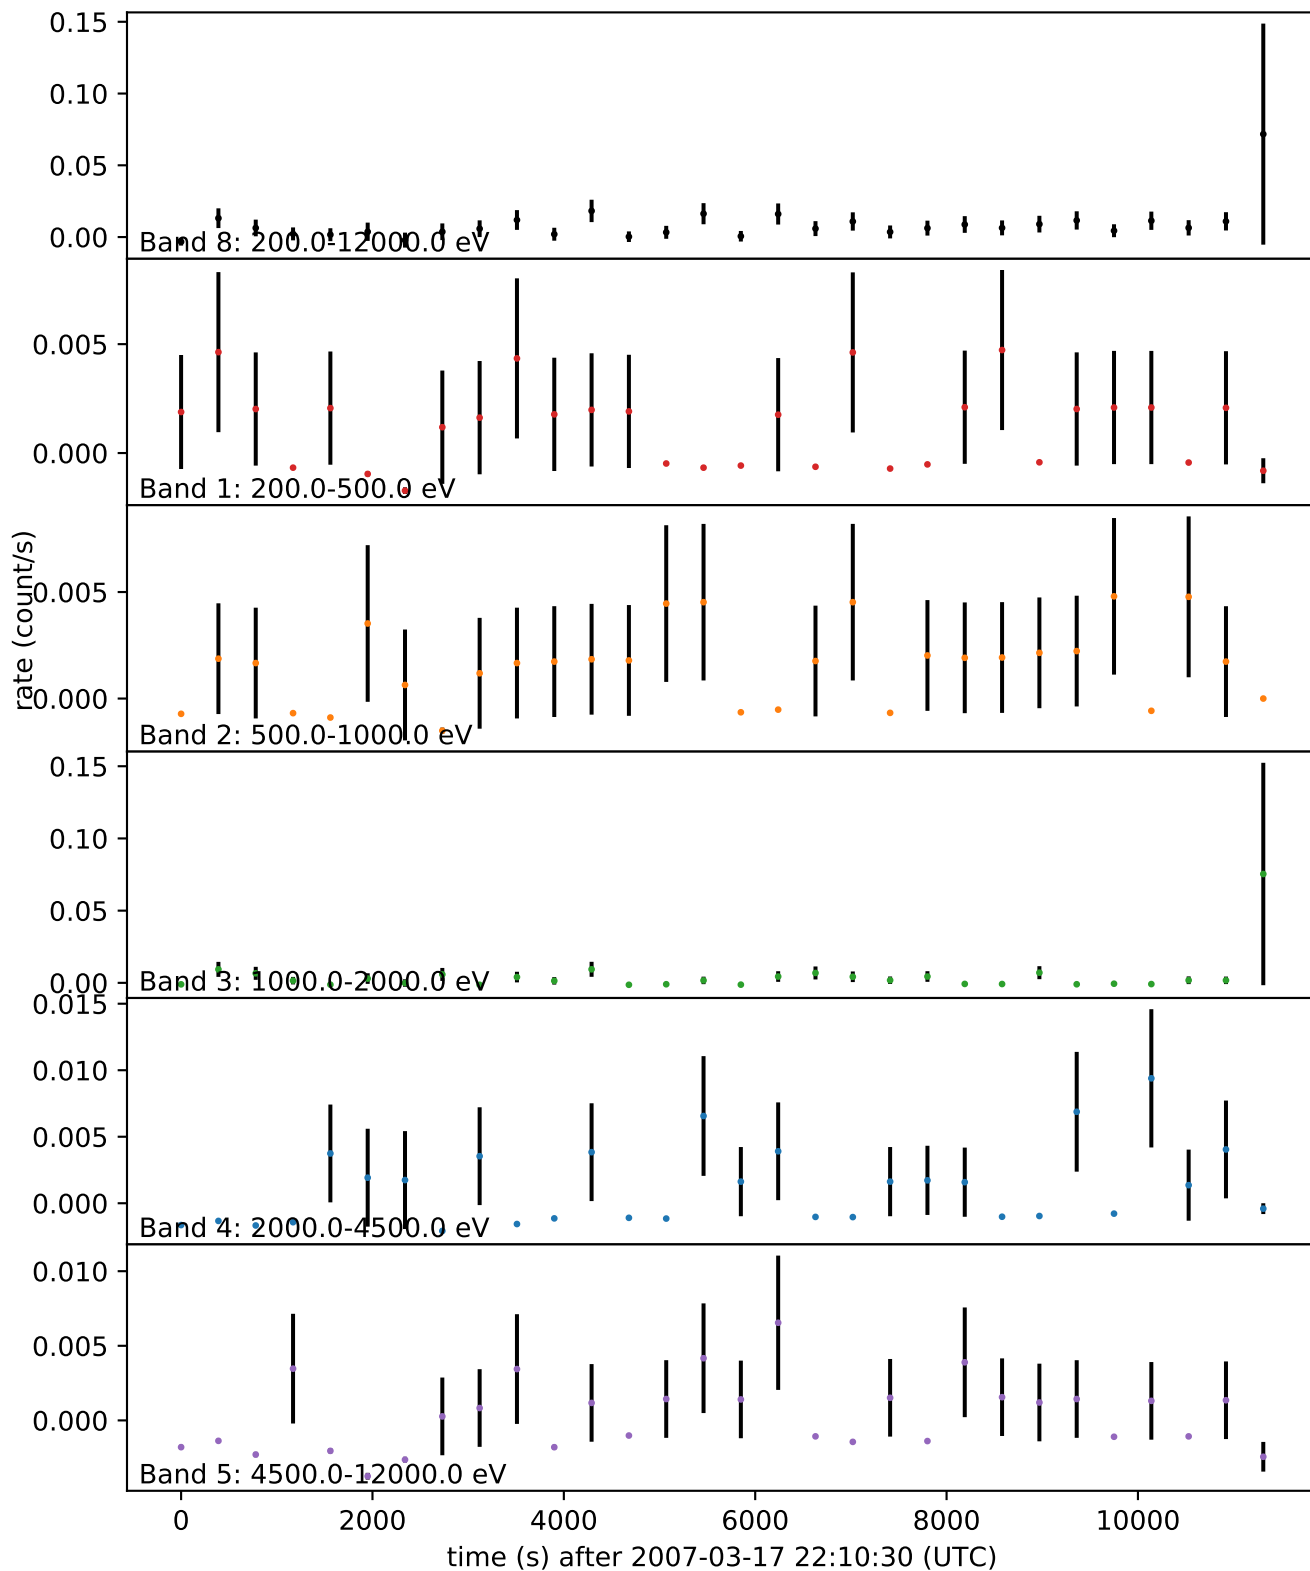 0.15
0.10
0.05
0.00
Band 8: 200.0-12000.0 eV
0.005
0.000
Band 1: 200.0-500.0 eV
rate (count/s)
0.005
0.000
Band 2: 500.0-1000.0 eV
0.15
0.10
0.05
0.00
Band 3: 1000.0-2000.0 eV
0.015
0.010
0.005
0.000
Band 4: 2000.0-4500.0 eV
0.010
0.005
0.000
Band 5: 4500.0-12000.0 eV
0 2000 4000 6000 8000 10000
time (s) after 2007-03-17 22:10:30 (UTC)